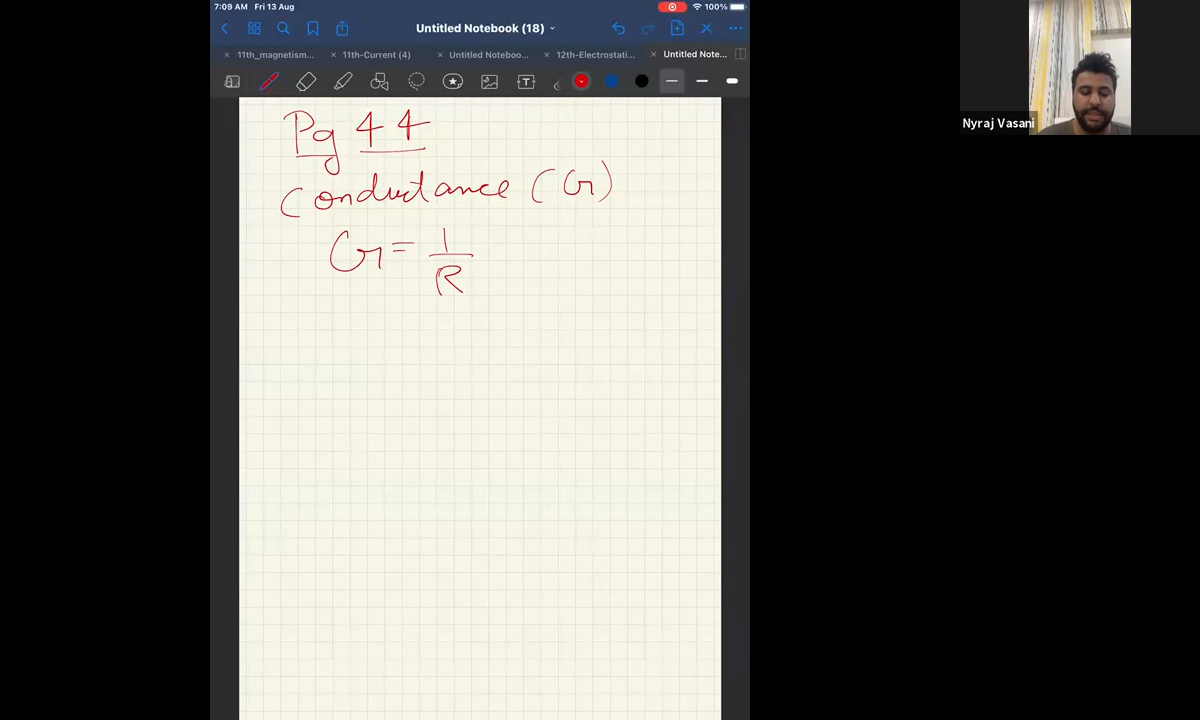 7:09 AM Fri 13 Aug 100%
Untitled Notebook (18)
11th_magnetism... 11th-Current (4) Untitled Noteboo... 12th-Electrostati... Untitled Note...
T
Pg 44
Conductance (G)
G = 1/R
Nyraj Vasani